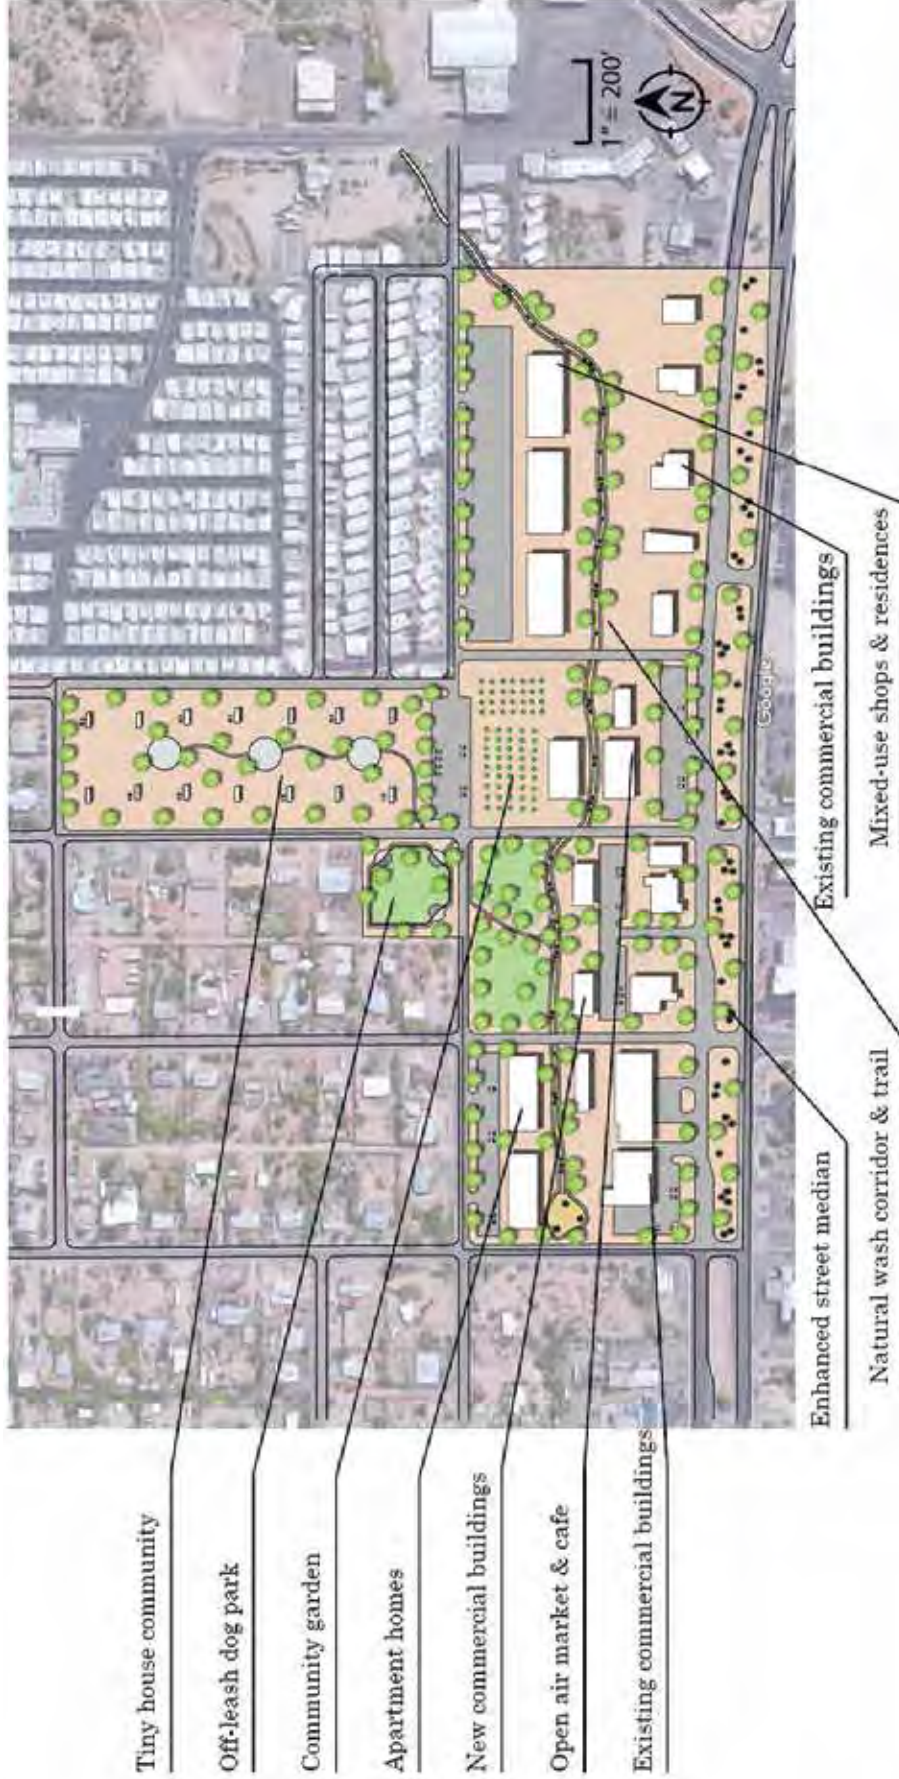 Tiny house community
Off-leash dog park
Community garden
Apartment homes
New commercial buildings
Open air market & cafe
Existing commercial buildings
Enhanced street median
Natural wash corridor & trail
Existing commercial buildings
Mixed-use shops & residences
1" = 200'
N
Google